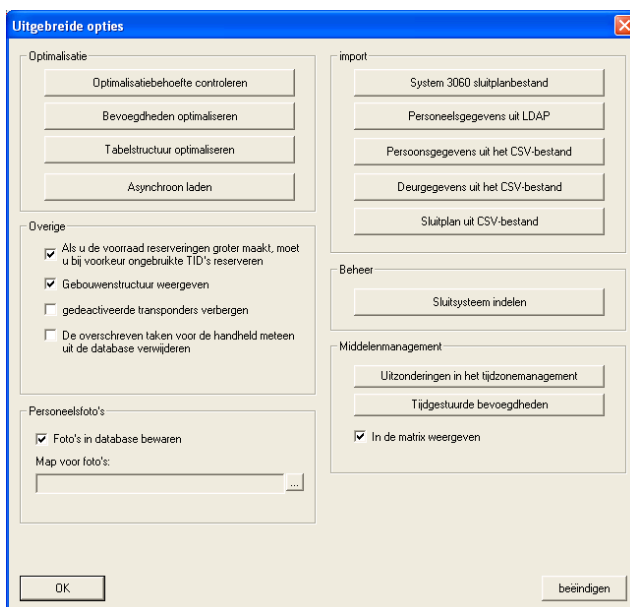 Uitgebreide opties
Optimalisatie
Optimalisatiebehoefte controleren
Bevoegdheden optimaliseren
Tabelstructuur optimaliseren
Asynchroon laden
Overige
Als u de voorraad reserveringen groter maakt, moet
u bij voorkeur ongebruikte TID's reserveren
Gebouwenstructuur weergeven
gedeactiveerde transponders verbergen
De overschreven taken voor de handheld meteen
uit de database verwijderen
Personeelsfoto's
Foto's in database bewaren
Map voor foto's:
...
import
System 3060 sluitplanbestand
Personeelsgegevens uit LDAP
Persoonsgegevens uit het CSV-bestand
Deurgegevens uit het CSV-bestand
Sluitplan uit CSV-bestand
Beheer
Sluitsysteem indelen
Middelenmanagement
Uitzonderingen in het tijdzonemanagement
Tijdgestuurde bevoegdheden
In de matrix weergeven
OK
beëindigen